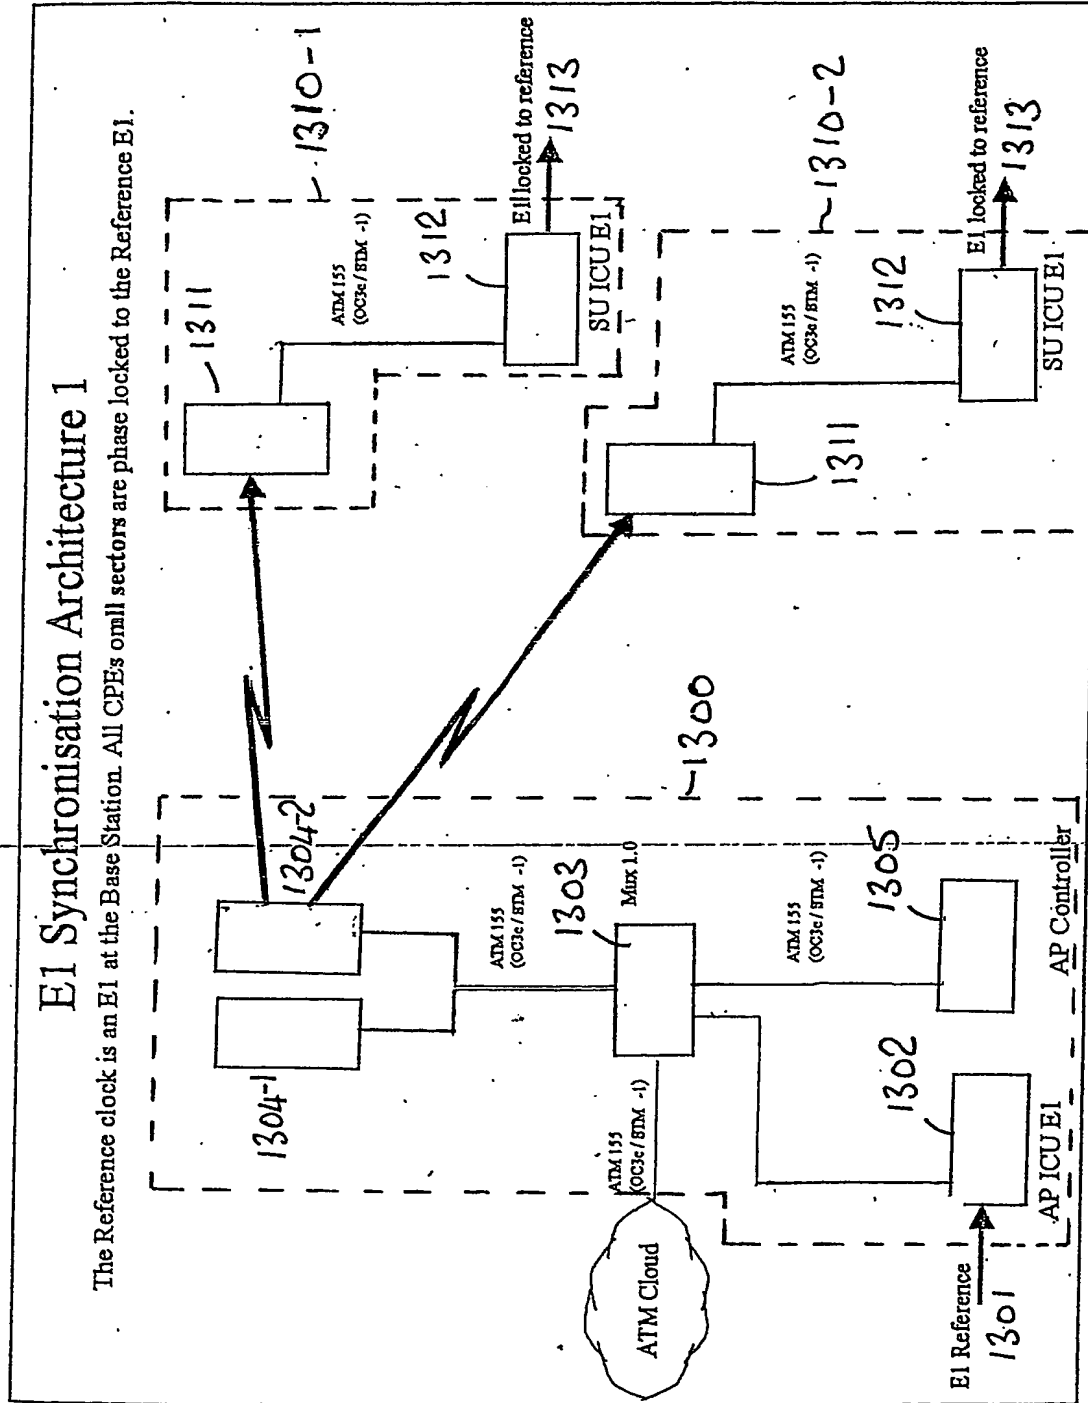 E1 Synchronisation Architecture 1
The Reference clock is an E1 at the Base Station. All CPEs omll sectors are phase locked to the Reference E1.
1304-1
1304-2
1311
1310-1
ATM 155
(OC3c / STM -1)
1312
E1 locked to reference
1313
SU ICU E1
ATM 155
(OC3c / STM -1)
1303
Mux 1.0
1300
1311
1310-2
ATM 155
(OC3c / STM -1)
1312
E1 locked to reference
1313
SU ICU E1
ATM Cloud
ATM 155
(OC3c / STM -1)
ATM 155
(OC3c / STM -1)
1305
AP Controller
1302
AP ICU E1
E1 Reference
1301